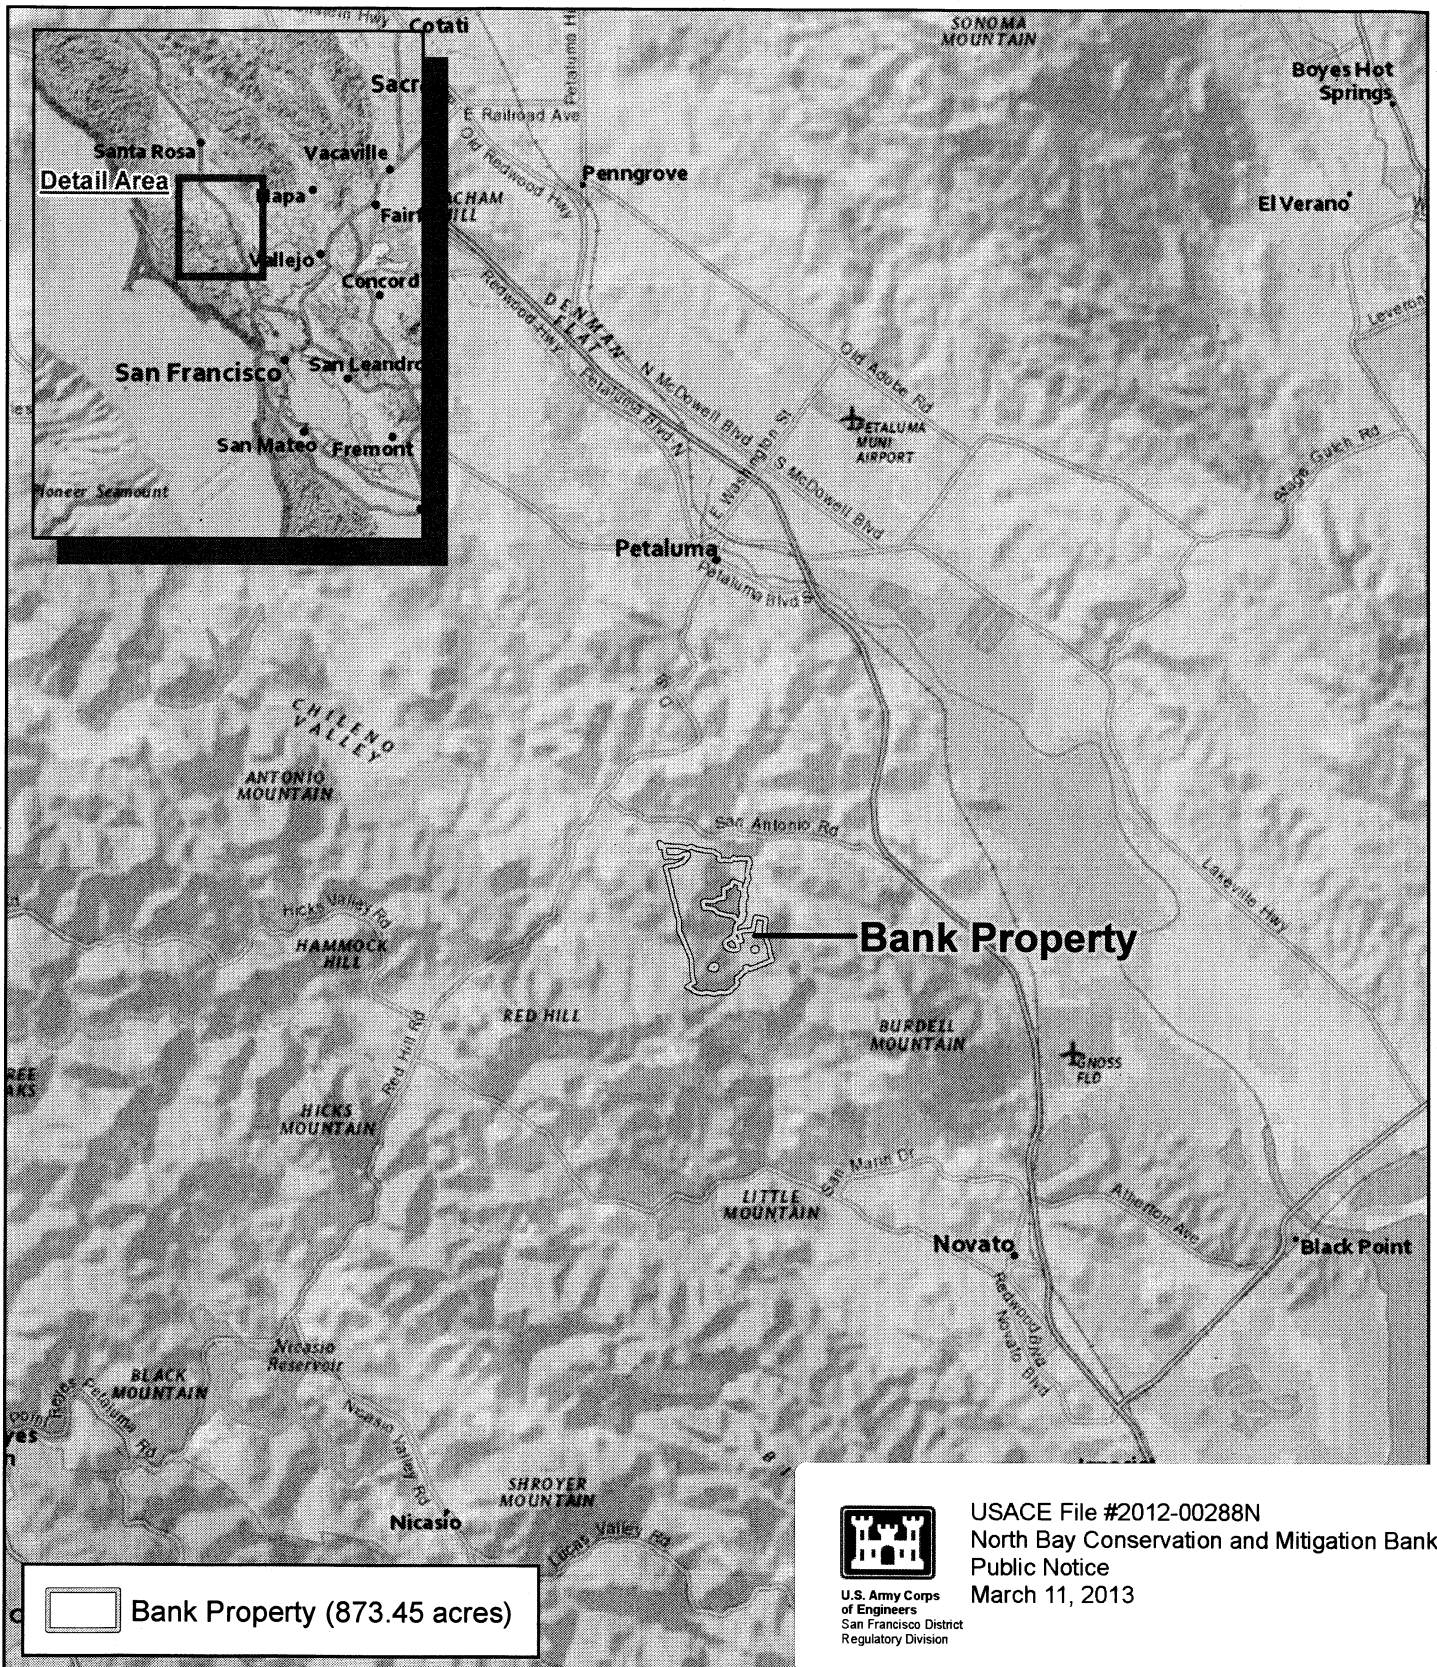 Cotati
SONOMA
MOUNTAIN
Boyes Hot
Springs
Santa Rosa
Vacaville
Detail Area
Napa
Vallejo
Concord
San Francisco
San Leandro
San Mateo
Fremont
Pioneer Seamount
E Railroad Ave
Old Redwood Hwy
Penngrove
El Verano
Leveron
Redwood Hwy
DENMAN
FLAT
N McDowell Blvd
Petaluma Blvd N
Old Adobe Rd
E Washington St
S McDowell Blvd
PETALUMA
MUNI
AIRPORT
Stage Gulch Rd
Petaluma
Petaluma Blvd S
CHILENO
VALLEY
ANTONIO
MOUNTAIN
San Antonio Rd
Lakeville Hwy
Hicks Valley Rd
HAMMOCK
HILL
Bank Property
RED HILL
Red Hill Rd
BURDELL
MOUNTAIN
GNOSS
FLD
HICKS
MOUNTAIN
San Marin Dr
LITTLE
MOUNTAIN
Atherton Ave
Novato
Black Point
Redwood Blvd
Novato Blvd
Nicasio
Reservoir
BLACK
MOUNTAIN
Petaluma Rd
Nicasio Valley Rd
SHROYER
MOUNTAIN
Nicasio
Lucas Valley Rd
Bank Property (873.45 acres)
U.S. Army Corps
of Engineers
San Francisco District
Regulatory Division
USACE File #2012-00288N
North Bay Conservation and Mitigation Bank
Public Notice
March 11, 2013